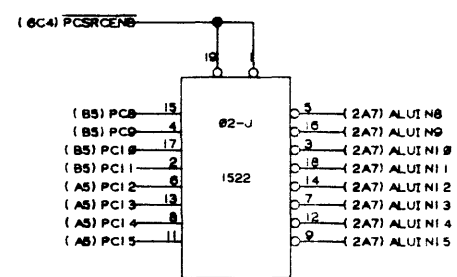 (6C4) PCSRCENB
19 1
(B5) PC8 15 02-J 5 (2A7) ALUIN8
(B5) PC9 4 16 (2A7) ALUIN9
(B5) PC10 17 3 (2A7) ALUIN10
(B5) PC11 2 1522 18 (2A7) ALUIN11
(A5) PC12 6 14 (2A7) ALUIN12
(A5) PC13 13 7 (2A7) ALUIN13
(A5) PC14 8 12 (2A7) ALUIN14
(A5) PC15 11 9 (2A7) ALUIN15